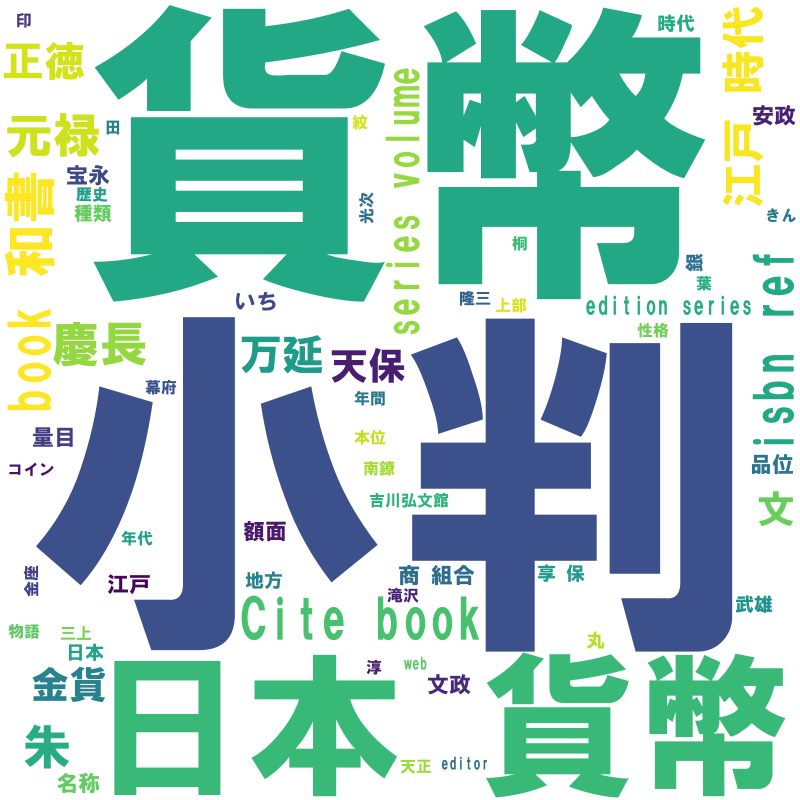 印
貨幣
時代
江戸 時代
正徳
元禄
田
紋
安政
宝永
歴史
種類
和書
光次
series volume
きん
桐
銀
葉
isbn ref
いち
隆三
上部
edition series
book
慶長
万延
天保
性格
小判
幕府
年間
量目
本位
コイン
南鐐
品位
吉川弘文館
文
年代
額面
金座
江戸
地方
商 組合
享 保
滝沢
Cite book
武雄
物語
三上
丸
日本
金貨
日本 貨幣
淳
web
文政
朱
天正
editor
名称